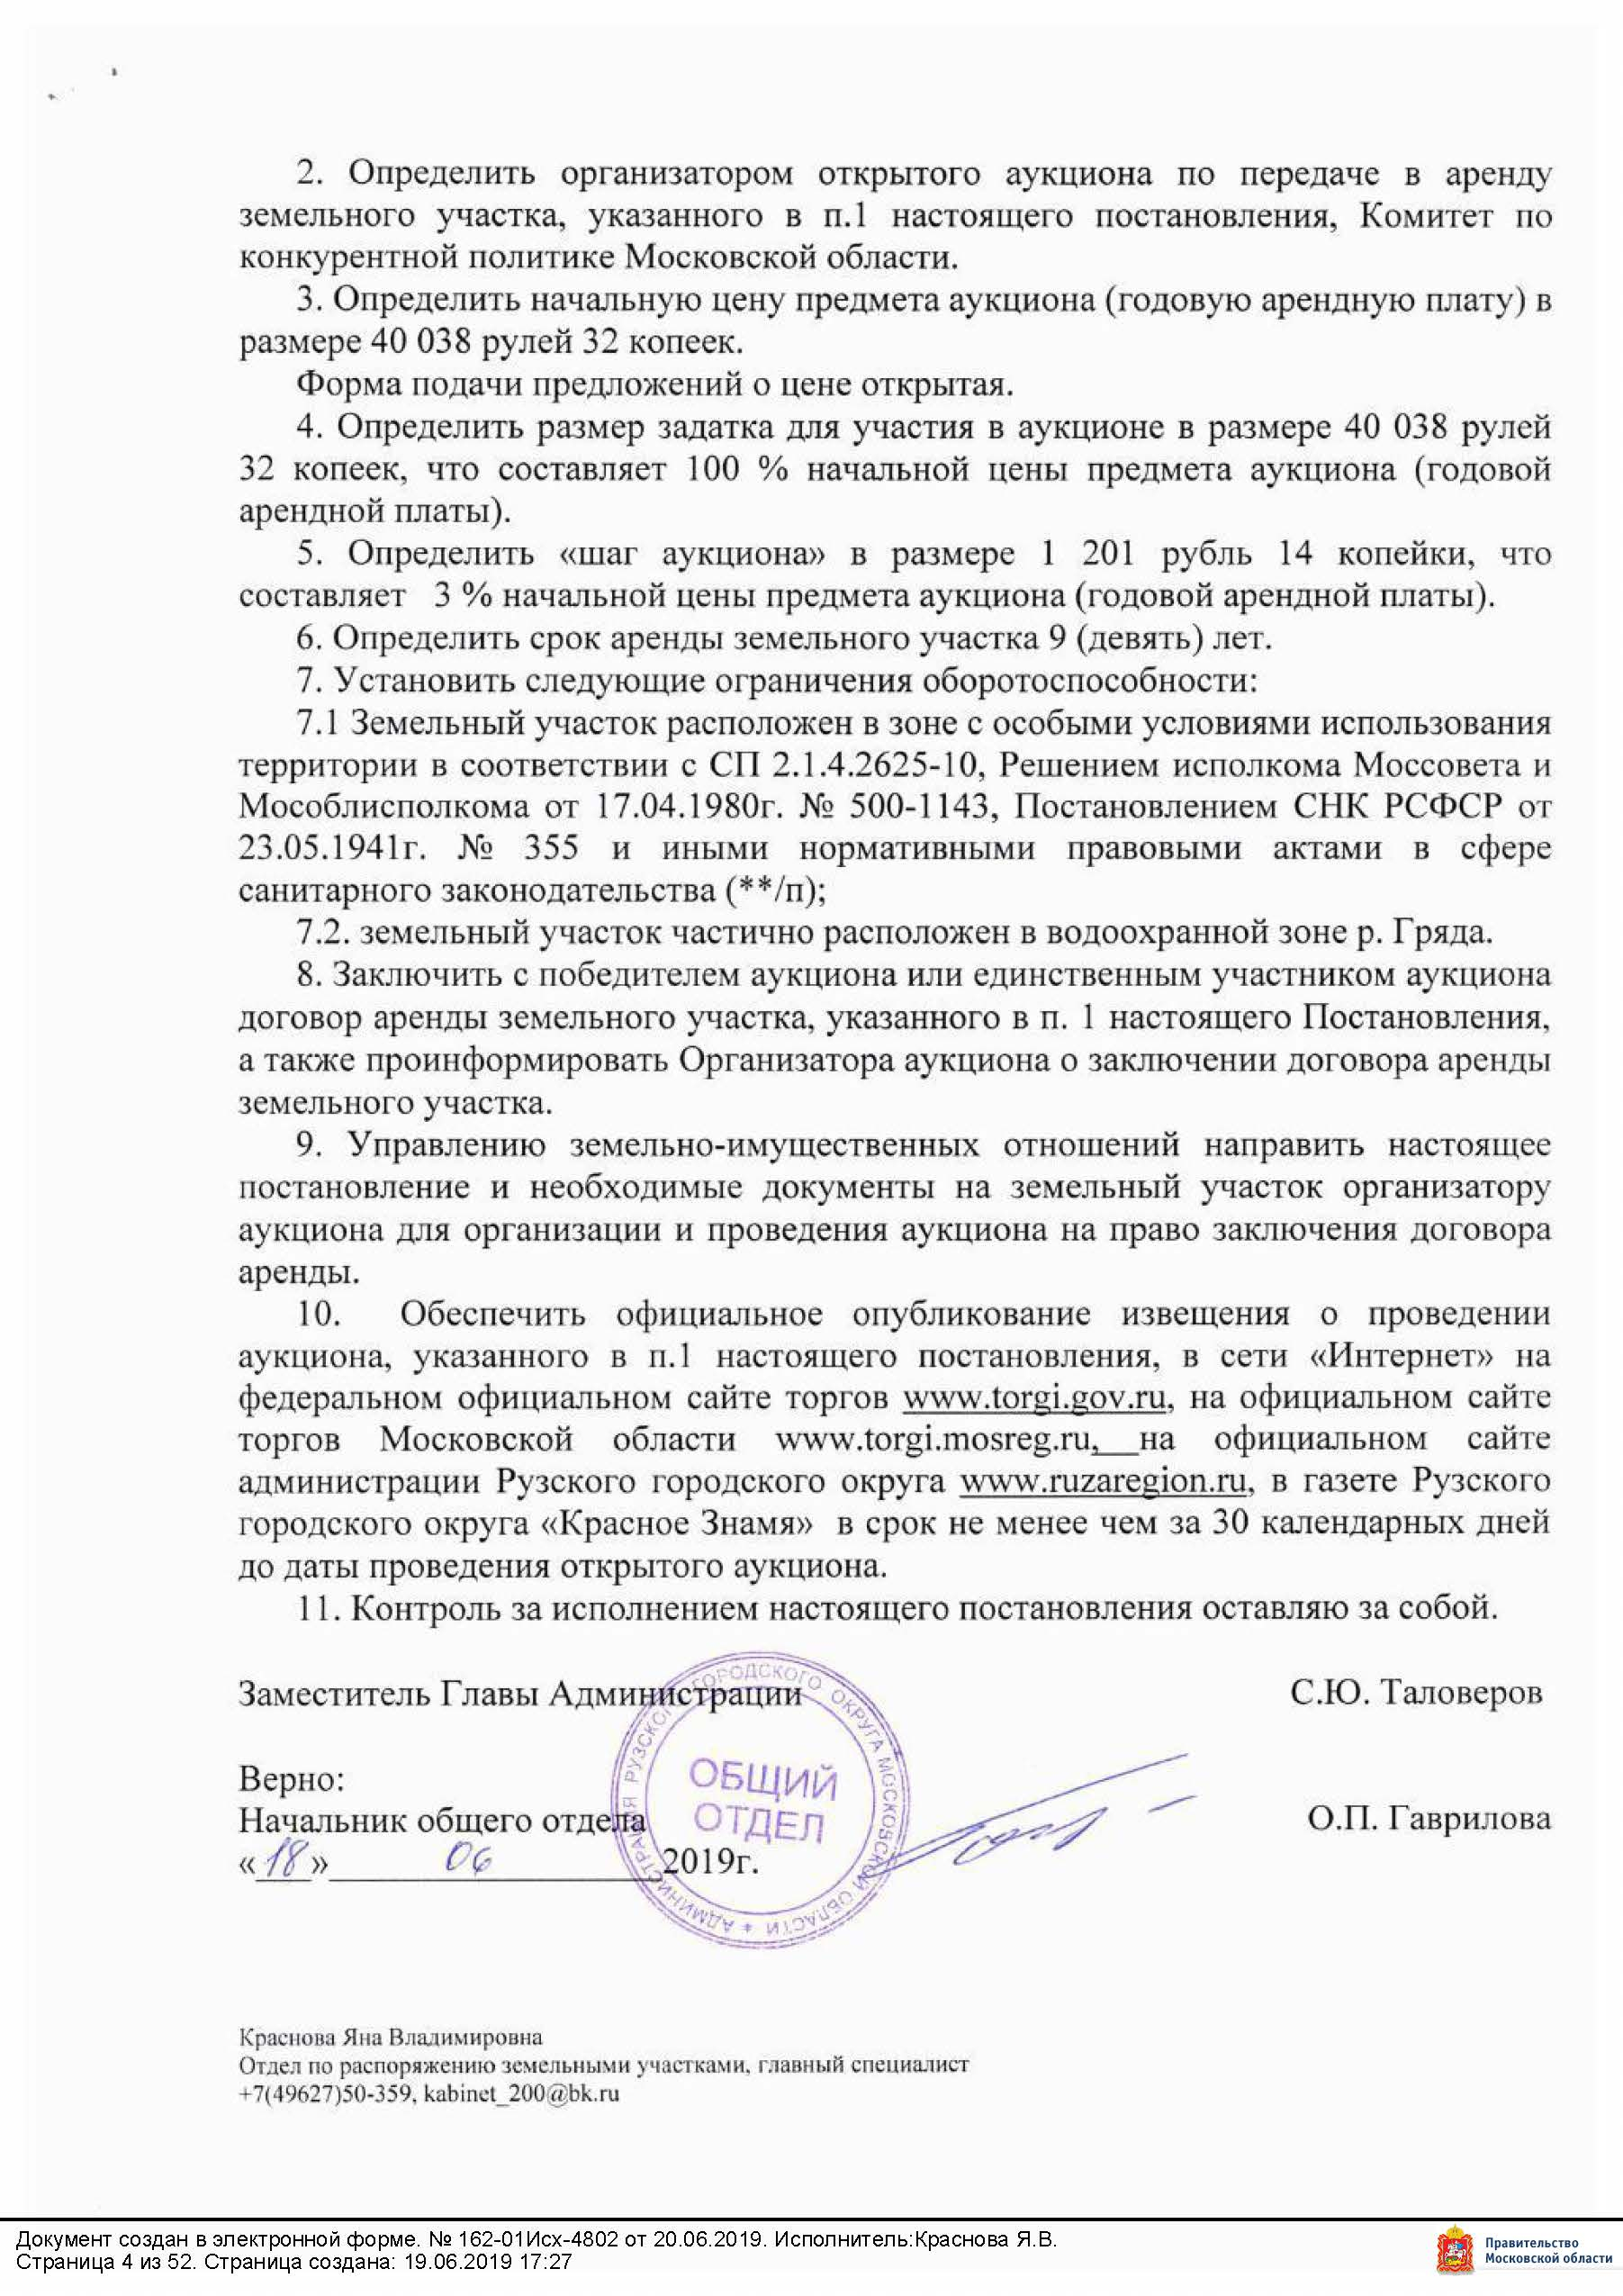 2. Определить организатором открытого аукциона по передаче в аренду
земельного участка, указанного в п.1 настоящего постановления, Комитет по
конкурентной политике Московской области.
3. Определить начальную цену предмета аукциона (годовую арендную плату) в
размере 40 038 рулей 32 копеек.
Форма подачи предложений о цене открытая.
4. Определить размер задатка для участия в аукционе в размере 40 038 рулей
32 копеек, что составляет 100 % начальной цены предмета аукциона (годовой
арендной платы).
5. Определить «шаг аукциона» в размере 1 201 рубль 14 копейки, что
составляет 3 % начальной цены предмета аукциона (годовой арендной платы).
6. Определить срок аренды земельного участка 9 (девять) лет.
7. Установить следующие ограничения оборотоспособности:
7.1 Земельный участок расположен в зоне с особыми условиями использования
территории в соответствии с СП 2.1.4.2625-10, Решением исполкома Моссовета и
Мособлисполкома от 17.04.1980г. № 500-1143, Постановлением СНК РСФСР от
23.05.1941г. № 355 и иными нормативными правовыми актами в сфере
санитарного законодательства (**/п);
7.2. земельный участок частично расположен в водоохранной зоне р. Гряда.
8. Заключить с победителем аукциона или единственным участником аукциона
договор аренды земельного участка, указанного в п. 1 настоящего Постановления,
а также проинформировать Организатора аукциона о заключении договора аренды
земельного участка.
9. Управлению земельно-имущественных отношений направить настоящее
постановление и необходимые документы на земельный участок организатору
аукциона для организации и проведения аукциона на право заключения договора
аренды.
10. Обеспечить официальное опубликование извещения о проведении
аукциона, указанного в п.1 настоящего постановления, в сети «Интернет» на
федеральном официальном сайте торгов www.torgi.gov.ru, на официальном сайте
торгов Московской области www.torgi.mosreg.ru, на официальном сайте
администрации Рузского городского округа www.ruzaregion.ru, в газете Рузского
городского округа «Красное Знамя» в срок не менее чем за 30 календарных дней
до даты проведения открытого аукциона.
11. Контроль за исполнением настоящего постановления оставляю за собой.
Заместитель Главы Администрации С.Ю. Таловеров
Верно:
Начальник общего отдела О.П. Гаврилова
«18» 06 2019г.
АДМИНИСТРАЦИЯ РУЗСКОГО ГОРОДСКОГО ОКРУГА МОСКОВСКОЙ ОБЛАСТИ *
ОБЩИЙ
ОТДЕЛ
Краснова Яна Владимировна
Отдел по распоряжению земельными участками, главный специалист
+7(49627)50-359, kabinet_200@bk.ru
Документ создан в электронной форме. № 162-01Исх-4802 от 20.06.2019. Исполнитель:Краснова Я.В.
Страница 4 из 52. Страница создана: 19.06.2019 17:27
Правительство
Московской области